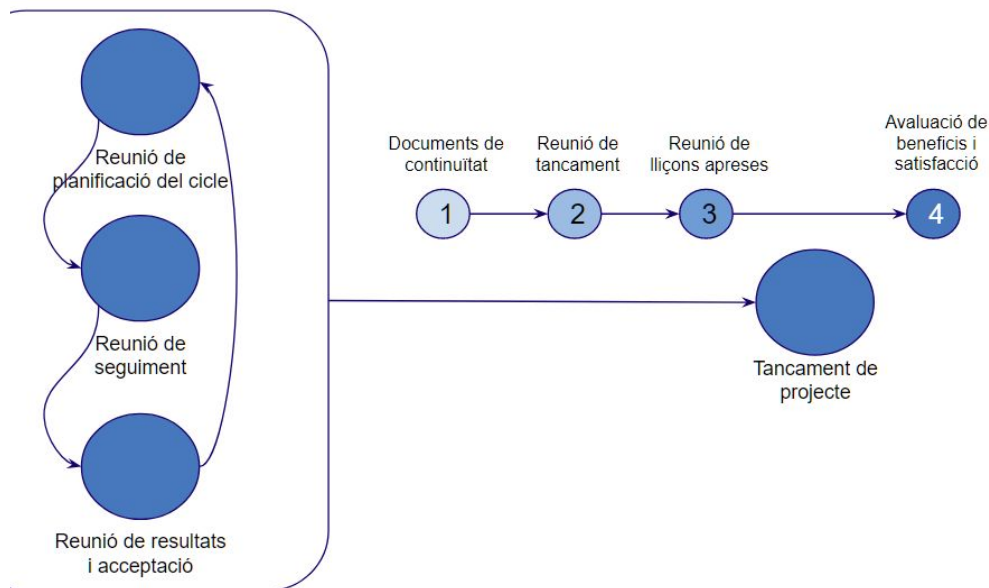 Reunió de
planificació del cicle
Reunió de
seguiment
Reunió de resultats
i acceptació
Documents de
continuïtat
Reunió de
tancament
Reunió de
lliçons apreses
Avaluació de
beneficis i
satisfacció
1
2
3
4
Tancament de
projecte